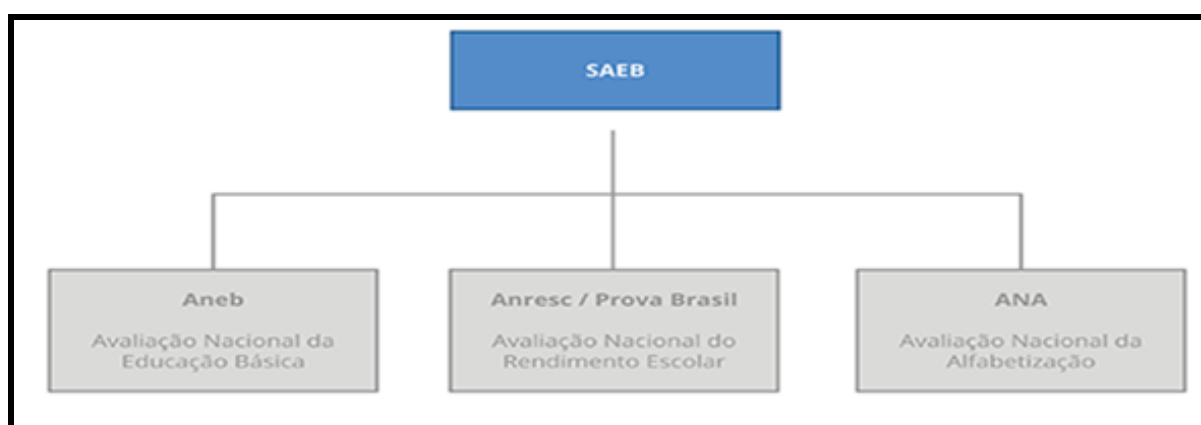 SAEB
Aneb
Avaliação Nacional da
Educação Básica
Anresc / Prova Brasil
Avaliação Nacional do
Rendimento Escolar
ANA
Avaliação Nacional da
Alfabetização